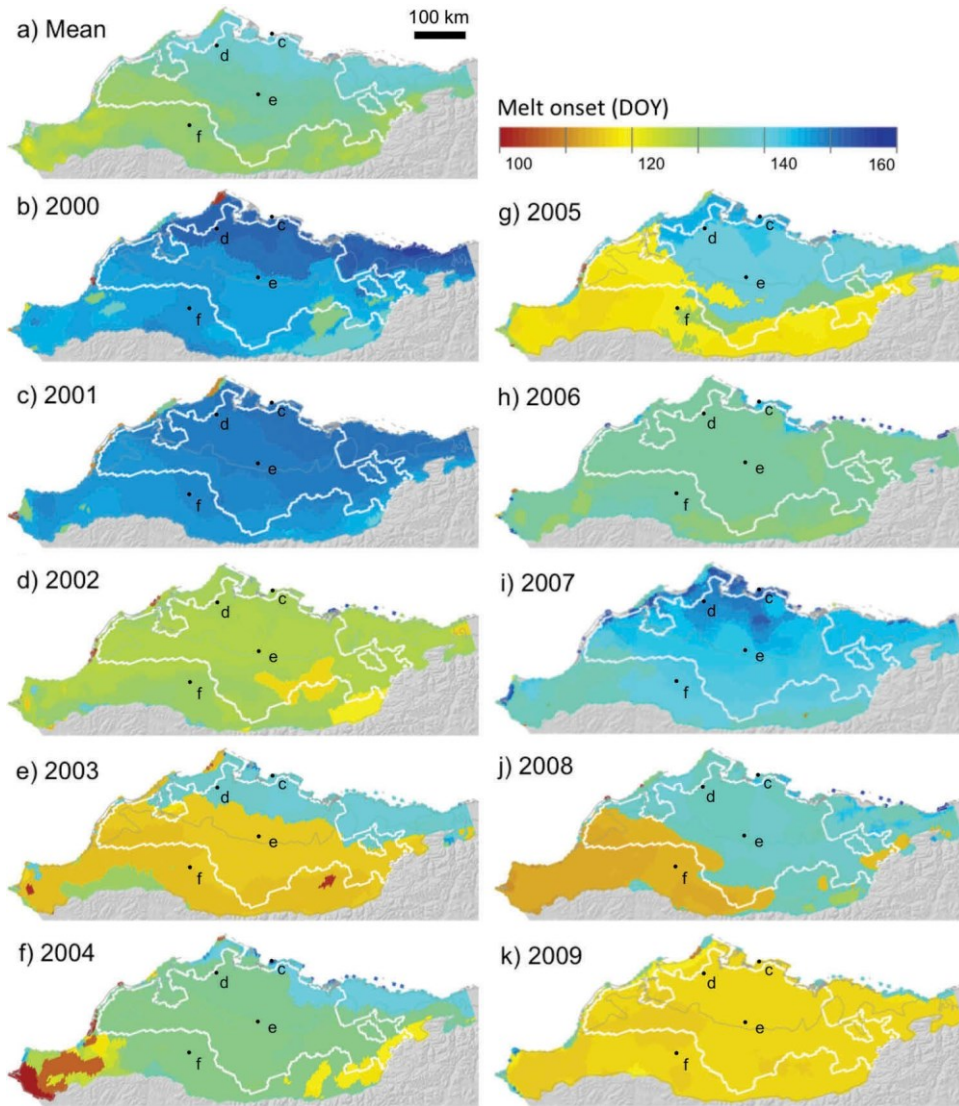 a) Mean
100 km
d
c
e
f
Melt onset (DOY)
100
120
140
160
b) 2000
d
c
e
f
g) 2005
d
c
e
f
c) 2001
d
c
e
f
h) 2006
d
c
e
f
d) 2002
d
c
e
f
i) 2007
d
c
e
f
e) 2003
d
c
e
f
j) 2008
d
c
e
f
f) 2004
d
c
e
f
k) 2009
d
c
e
f